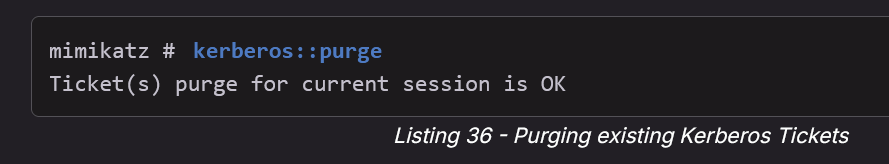 mimikatz # kerberos::purge
Ticket(s) purge for current session is OK
Listing 36 - Purging existing Kerberos Tickets